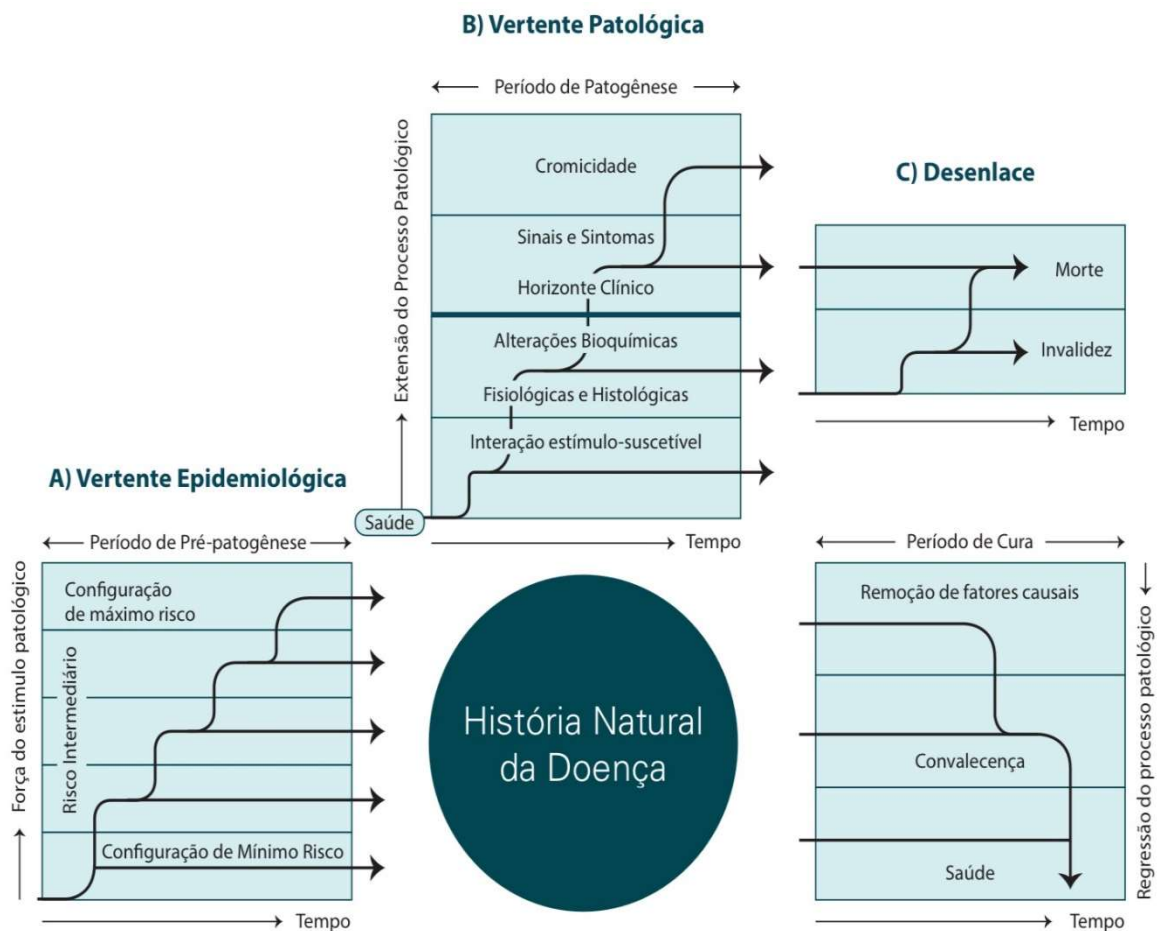 B) Vertente Patológica
Período de Patogênese
Extensão do Processo Patológico
Cromicidade
Sinais e Sintomas
Horizonte Clínico
Alterações Bioquímicas
Fisiológicas e Histológicas
Interação estímulo-suscetível
Saúde
Tempo
C) Desenlace
Morte
Invalidez
Tempo
A) Vertente Epidemiológica
Período de Pré-patogênese
Força do estimulo patológico
Configuração
de máximo risco
Risco Intermediário
Configuração de Mínimo Risco
Tempo
História Natural
da Doença
Período de Cura
Remoção de fatores causais
Convalecença
Saúde
Regressão do processo patológico
Tempo